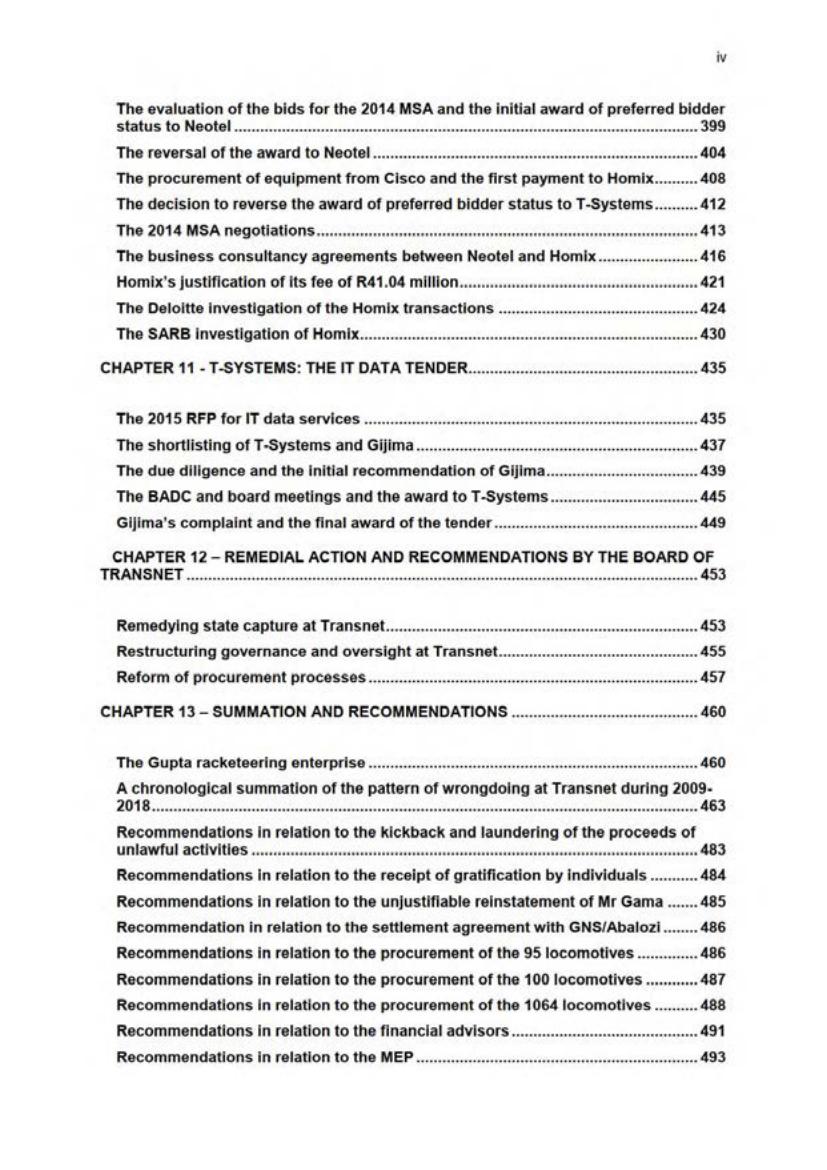 iv
The evaluation of the bids for the 2014 MSA and the initial award of preferred bidder
status to Neotel ........................................................................................................ 399
The reversal of the award to Neotel ......................................................................... 404
The procurement of equipment from Cisco and the first payment to Homix.......... 408
The decision to reverse the award of preferred bidder status to T-Systems.......... 412
The 2014 MSA negotiations...................................................................................... 413
The business consultancy agreements between Neotel and Homix ...................... 416
Homix's justification of its fee of R41.04 million...................................................... 421
The Deloitte investigation of the Homix transactions ............................................. 424
The SARB investigation of Homix............................................................................ 430
CHAPTER 11 - T-SYSTEMS: THE IT DATA TENDER................................................... 435
The 2015 RFP for IT data services ........................................................................... 435
The shortlisting of T-Systems and Gijima ............................................................... 437
The due diligence and the initial recommendation of Gijima.................................. 439
The BADC and board meetings and the award to T-Systems ................................. 445
Gijima's complaint and the final award of the tender .............................................. 449
CHAPTER 12 – REMEDIAL ACTION AND RECOMMENDATIONS BY THE BOARD OF
TRANSNET .................................................................................................................. 453
Remedying state capture at Transnet...................................................................... 453
Restructuring governance and oversight at Transnet............................................. 455
Reform of procurement processes .......................................................................... 457
CHAPTER 13 – SUMMATION AND RECOMMENDATIONS .......................................... 460
The Gupta racketeering enterprise .......................................................................... 460
A chronological summation of the pattern of wrongdoing at Transnet during 2009-
2018........................................................................................................................... 463
Recommendations in relation to the kickback and laundering of the proceeds of
unlawful activities .................................................................................................... 483
Recommendations in relation to the receipt of gratification by individuals ........... 484
Recommendations in relation to the unjustifiable reinstatement of Mr Gama ....... 485
Recommendation in relation to the settlement agreement with GNS/Abalozi ........ 486
Recommendations in relation to the procurement of the 95 locomotives .............. 486
Recommendations in relation to the procurement of the 100 locomotives ............ 487
Recommendations in relation to the procurement of the 1064 locomotives .......... 488
Recommendations in relation to the financial advisors .......................................... 491
Recommendations in relation to the MEP ................................................................ 493